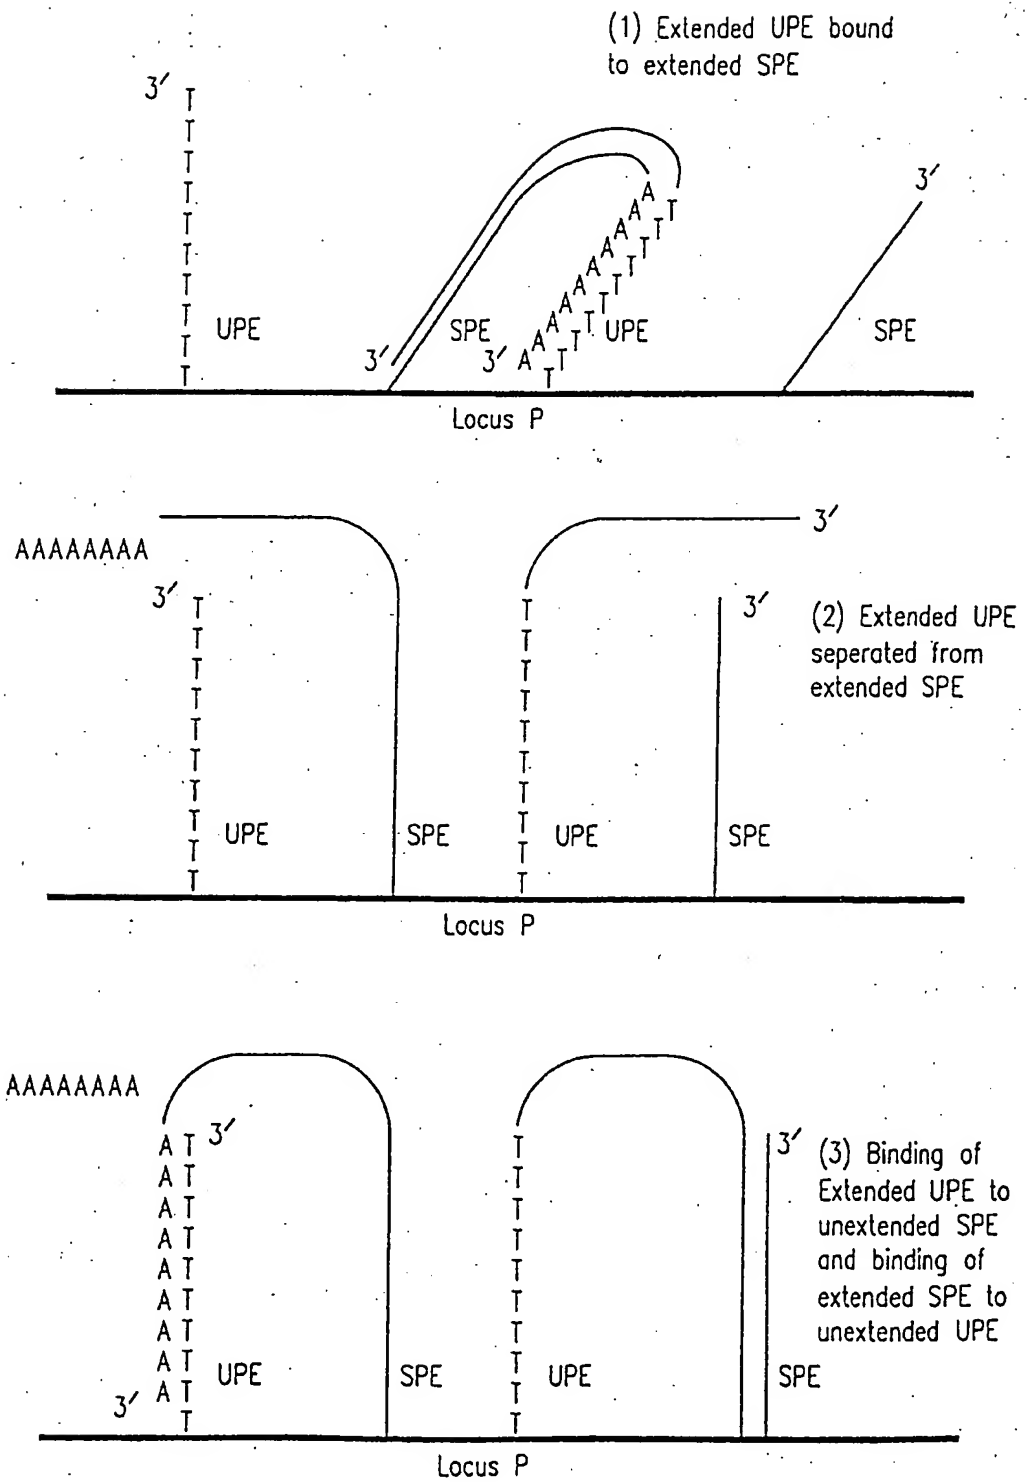 (1) Extended UPE bound
to extended SPE
3′
T
T
T
T
T
T
T
T
T
T
UPE
3′
SPE
3′
A
A
A
A
A
A
A
A
A
A
T
T
T
T
T
T
T
T
T
T
UPE
3′
SPE
Locus P
AAAAAAAA
3′
T
T
T
T
T
T
T
T
T
T
UPE
SPE
3′
T
T
T
T
T
T
T
T
T
T
UPE
3′
SPE
(2) Extended UPE
seperated from
extended SPE
Locus P
AAAAAAAA
A T 3′
A T
A T
A T
A T
A T
A T
A T
A T
3′ T
UPE
SPE
T
T
T
T
T
T
T
T
T
T
UPE
3′
SPE
(3) Binding of
Extended UPE to
unextended SPE
and binding of
extended SPE to
unextended UPE
Locus P